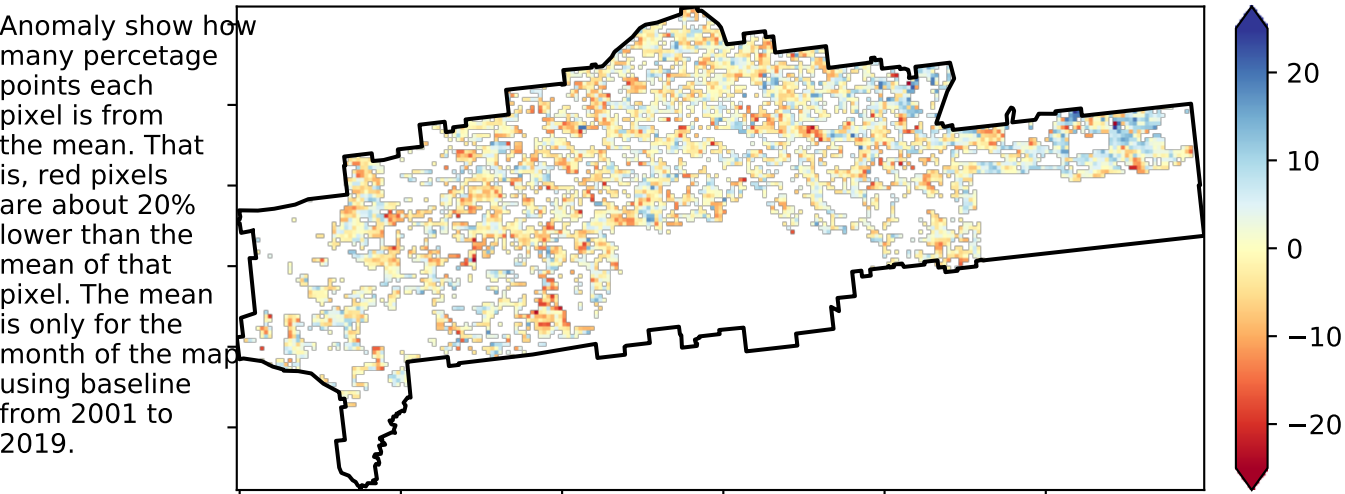 Anomaly show how
many percetage
points each
pixel is from
the mean. That
is, red pixels
are about 20%
lower than the
mean of that
pixel. The mean
is only for the
month of the map
using baseline
from 2001 to
2019.
20
10
0
−10
−20